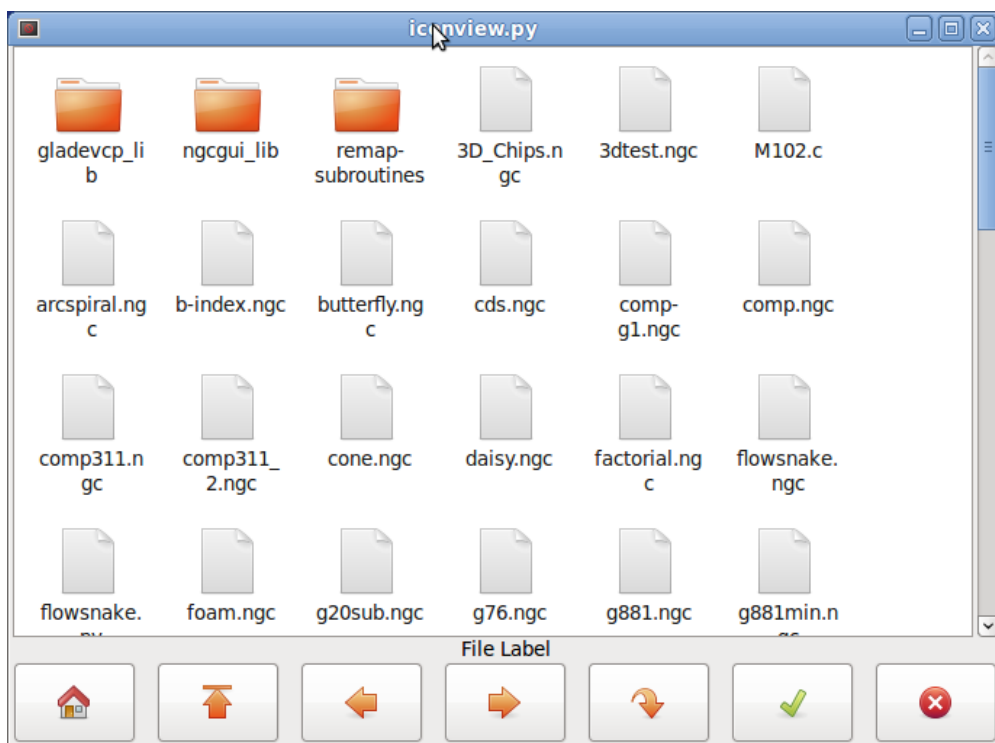 iconview.py
gladevcp_li
b
ngcgui_lib
remap-
subroutines
3D_Chips.n
gc
3dtest.ngc
M102.c
arcspiral.ng
c
b-index.ngc
butterfly.ng
c
cds.ngc
comp-
g1.ngc
comp.ngc
comp311.n
gc
comp311_
2.ngc
cone.ngc
daisy.ngc
factorial.ng
c
flowsnake.
ngc
flowsnake.
foam.ngc
g20sub.ngc
g76.ngc
g881.ngc
g881min.n
File Label